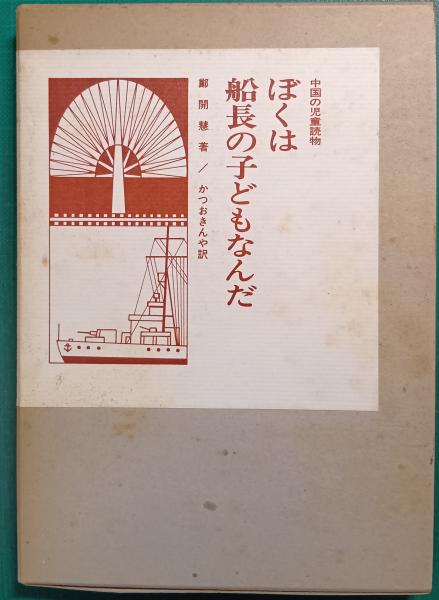 中国の児童読物
ぼくは
船長の子どもなんだ
鄭開慧著／かつおきんや訳